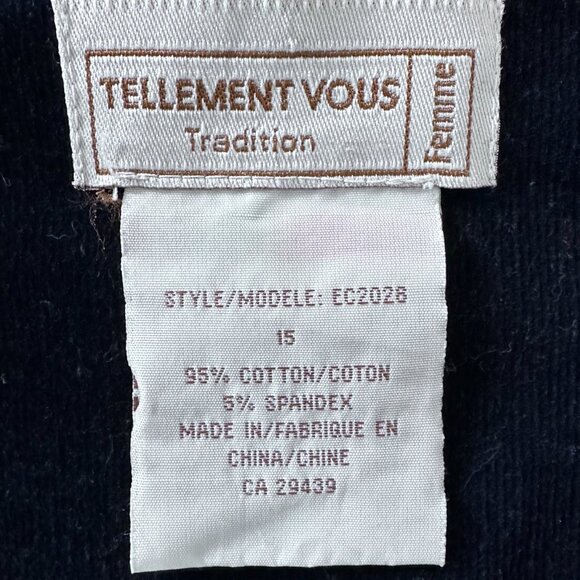 TELLEMENT VOUS
Tradition
Femme
STYLE/MODELE: EC2028
15
95% COTTON/COTON
5% SPANDEX
MADE IN/FABRIQUE EN
CHINA/CHINE
CA 29439